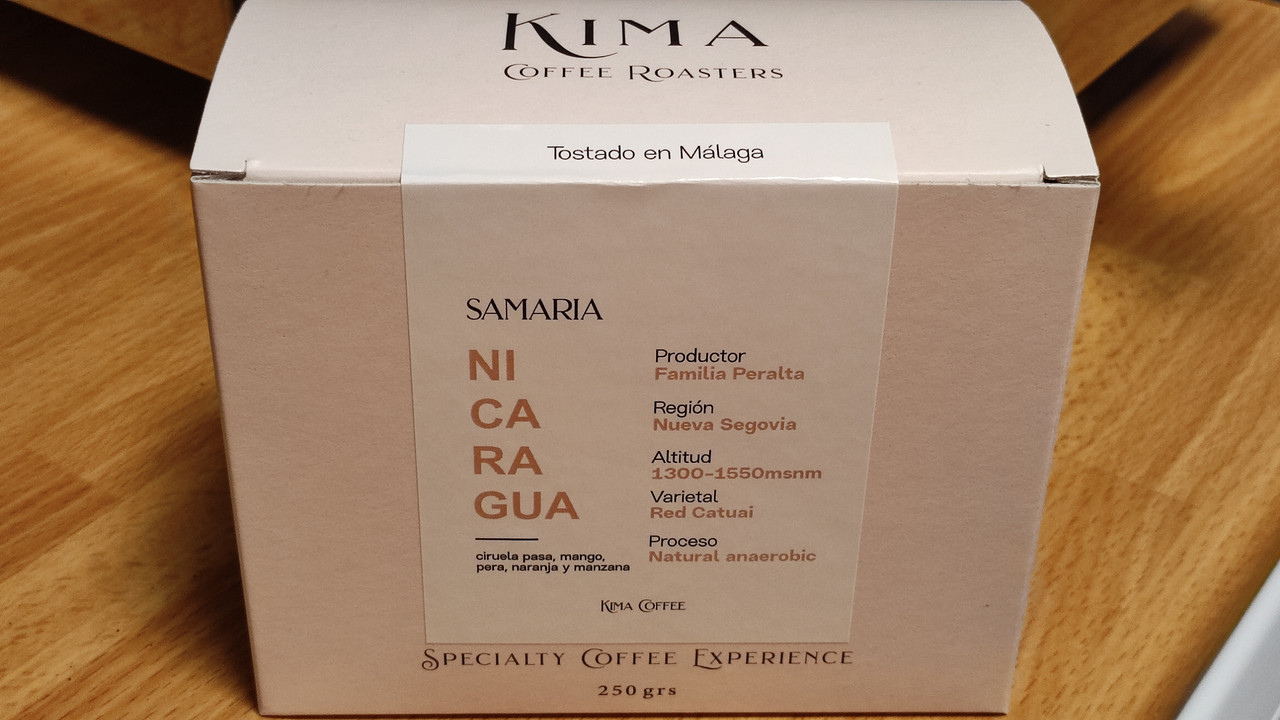 KIMA
COFFEE ROASTERS
Tostado en Málaga
SAMARIA
NI
CA
RA
GUA
ciruela pasa, mango,
pera, naranja y manzana
Productor
Familia Peralta
Región
Nueva Segovia
Altitud
1300-1550msnm
Varietal
Red Catuai
Proceso
Natural anaerobic
KIMA COFFEE
SPECIALTY COFFEE EXPERIENCE
250 grs